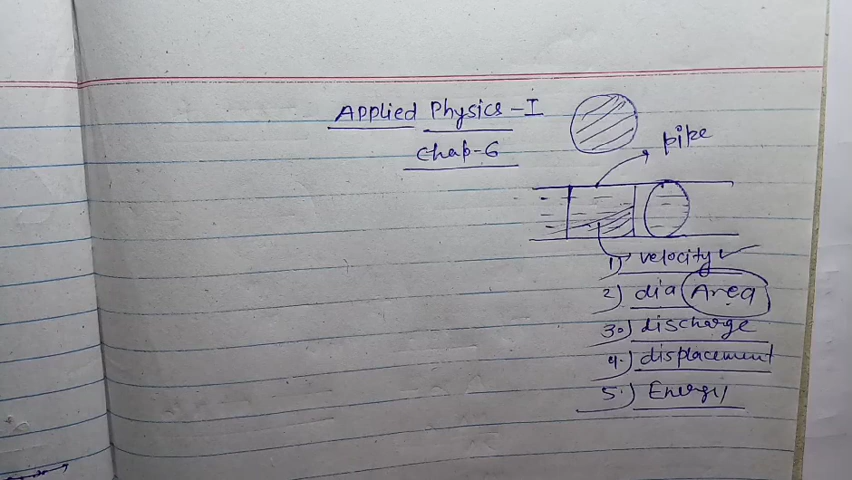 Applied Physics - I
Chap-6
pipe
1) velocity ✓
2) dia Area
3.) discharge
4.) displacement
5.) Energy